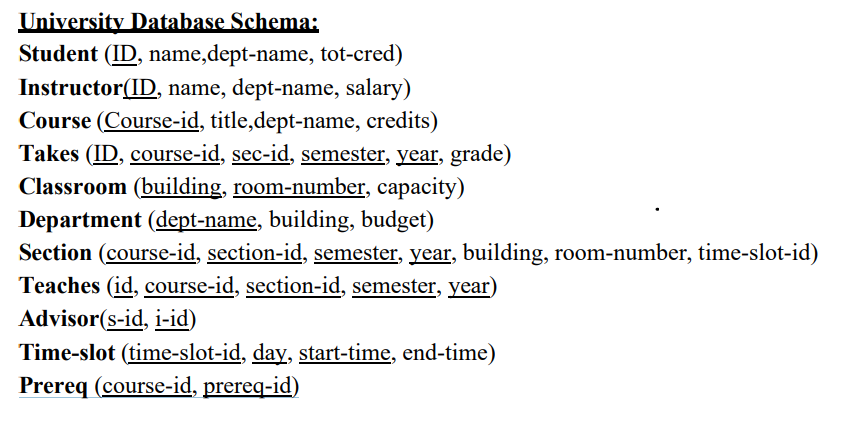 University Database Schema:
Student (ID, name,dept-name, tot-cred)
Instructor(ID, name, dept-name, salary)
Course (Course-id, title,dept-name, credits)
Takes (ID, course-id, sec-id, semester, year, grade)
Classroom (building, room-number, capacity)
Department (dept-name, building, budget)
Section (course-id, section-id, semester, year, building, room-number, time-slot-id)
Teaches (id, course-id, section-id, semester, year)
Advisor(s-id, i-id)
Time-slot (time-slot-id, day, start-time, end-time)
Prereq (course-id, prereq-id)